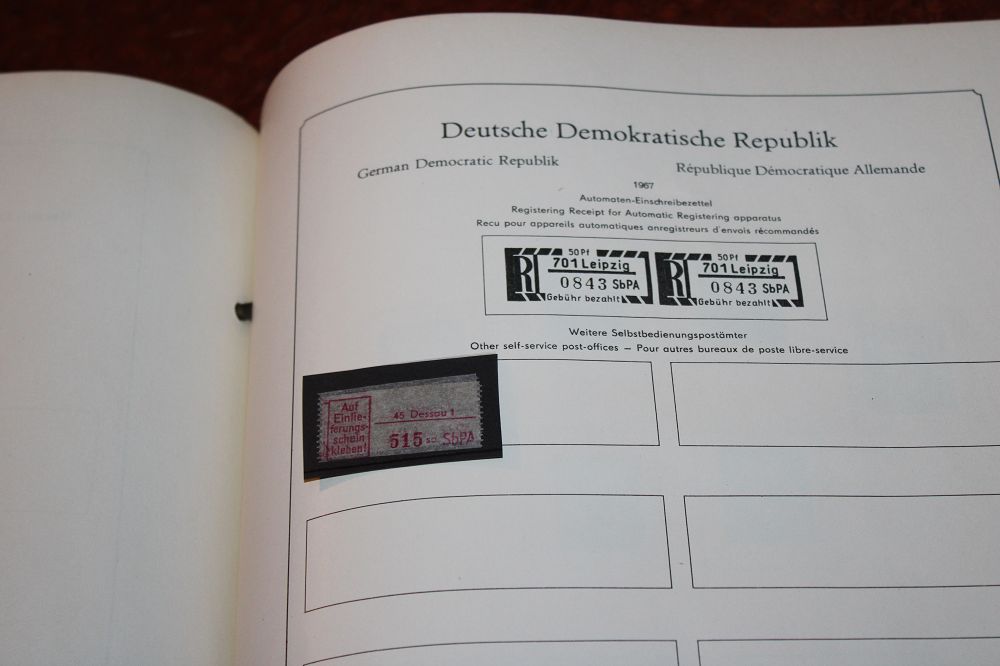 Deutsche Demokratische Republik
German Democratic Republik
République Démocratique Allemande
1967
Automaten-Einschreibezettel
Registering Receipt for Automatic Registering apparatus
Recu pour appareils automatiques anregistreurs d'envois récommandés
R
50 Pf
701 Leipzig
0843 SbPA
Gebühr bezahlt
R
50 Pf
701 Leipzig
0843 SbPA
Gebühr bezahlt
Weitere Selbstbedienungspostämter
Other self-service post-offices – Pour autres bureaux de poste libre-service
Auf
Einlie-
ferungs-
schein
kleben!
45 Dessau 1
515 sd SbPA